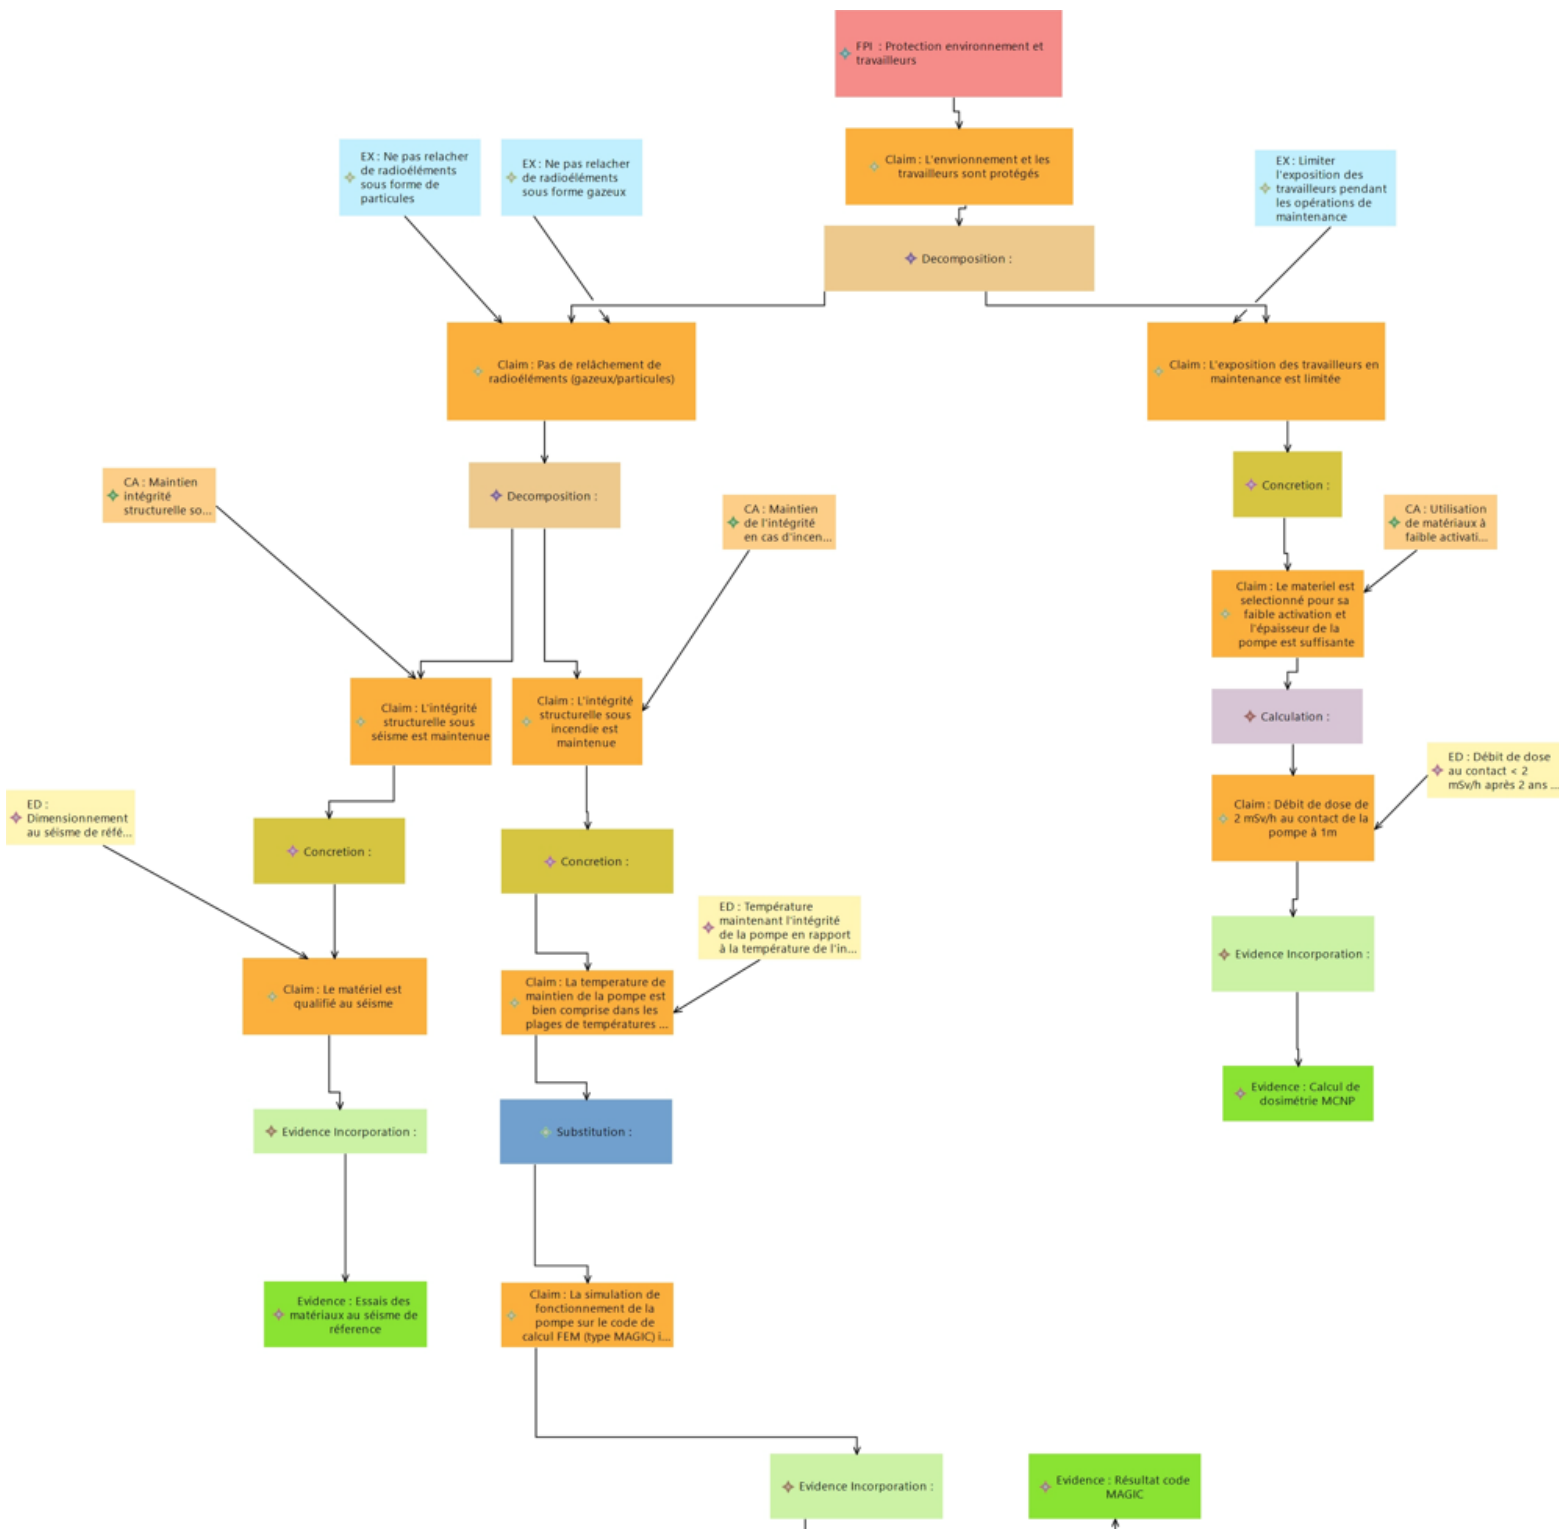 FPI : Protection environnement et
travailleurs
Claim : L'envrionnement et les
travailleurs sont protégés
EX : Ne pas relacher
de radioéléments
sous forme de
particules
EX : Ne pas relacher
de radioéléments
sous forme gazeux
EX : Limiter
l'exposition des
travailleurs pendant
les opérations de
maintenance
Decomposition :
Claim : Pas de relâchement de
radioéléments (gazeux/particules)
Claim : L'exposition des travailleurs en
maintenance est limitée
CA : Maintien
intégrité
structurelle so...
Decomposition :
CA : Maintien
de l'intégrité
en cas d'incen...
Concretion :
CA : Utilisation
de matériaux à
faible activati...
Claim : Le materiel est
selectionné pour sa
faible activation et
l'épaisseur de la
pompe est suffisante
Claim : L'intégrité
structurelle sous
séisme est maintenue
Claim : L'intégrité
structurelle sous
incendie est
maintenue
Calculation :
ED : Débit de dose
au contact < 2
mSv/h après 2 ans ...
ED :
Dimensionnement
au séisme de réfé...
Claim : Débit de dose de
2 mSv/h au contact de la
pompe à 1m
Concretion :
Concretion :
ED : Température
maintenant l'intégrité
de la pompe en rapport
à la température de l'in...
Evidence Incorporation :
Claim : Le matériel est
qualifié au séisme
Claim : La temperature de
maintien de la pompe est
bien comprise dans les
plages de températures ...
Evidence : Calcul de
dosimétrie MCNP
Evidence Incorporation :
Substitution :
Evidence : Essais des
matériaux au séisme de
réference
Claim : La simulation de
fonctionnement de la
pompe sur le code de
calcul FEM (type MAGIC) i...
Evidence Incorporation :
Evidence : Résultat code
MAGIC